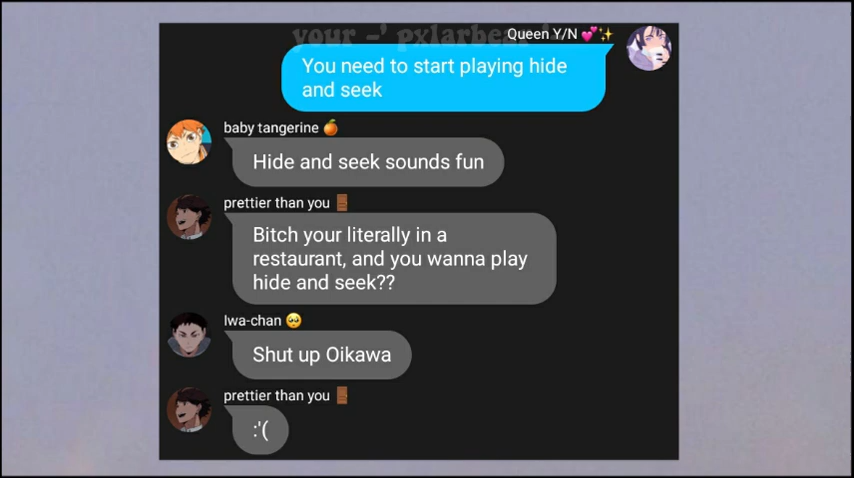 your -' pxlarbear '
Queen Y/N 💕✨
You need to start playing hide
and seek
baby tangerine 🍊
Hide and seek sounds fun
prettier than you 🚪
Bitch your literally in a
restaurant, and you wanna play
hide and seek??
Iwa-chan 🥺
Shut up Oikawa
prettier than you 🚪
:'(